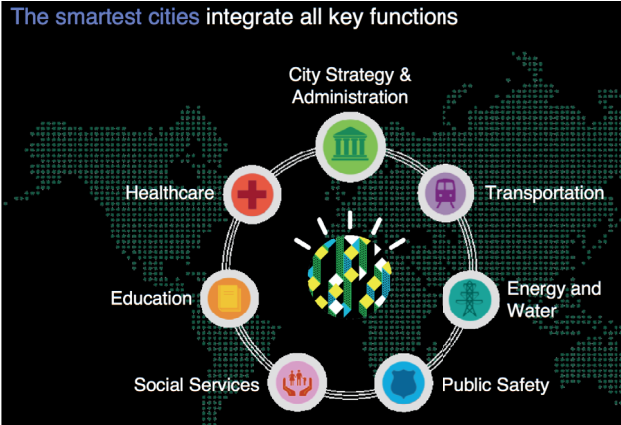 The smartest cities integrate all key functions
City Strategy &
Administration
Healthcare
Transportation
Education
Energy and
Water
Social Services
Public Safety